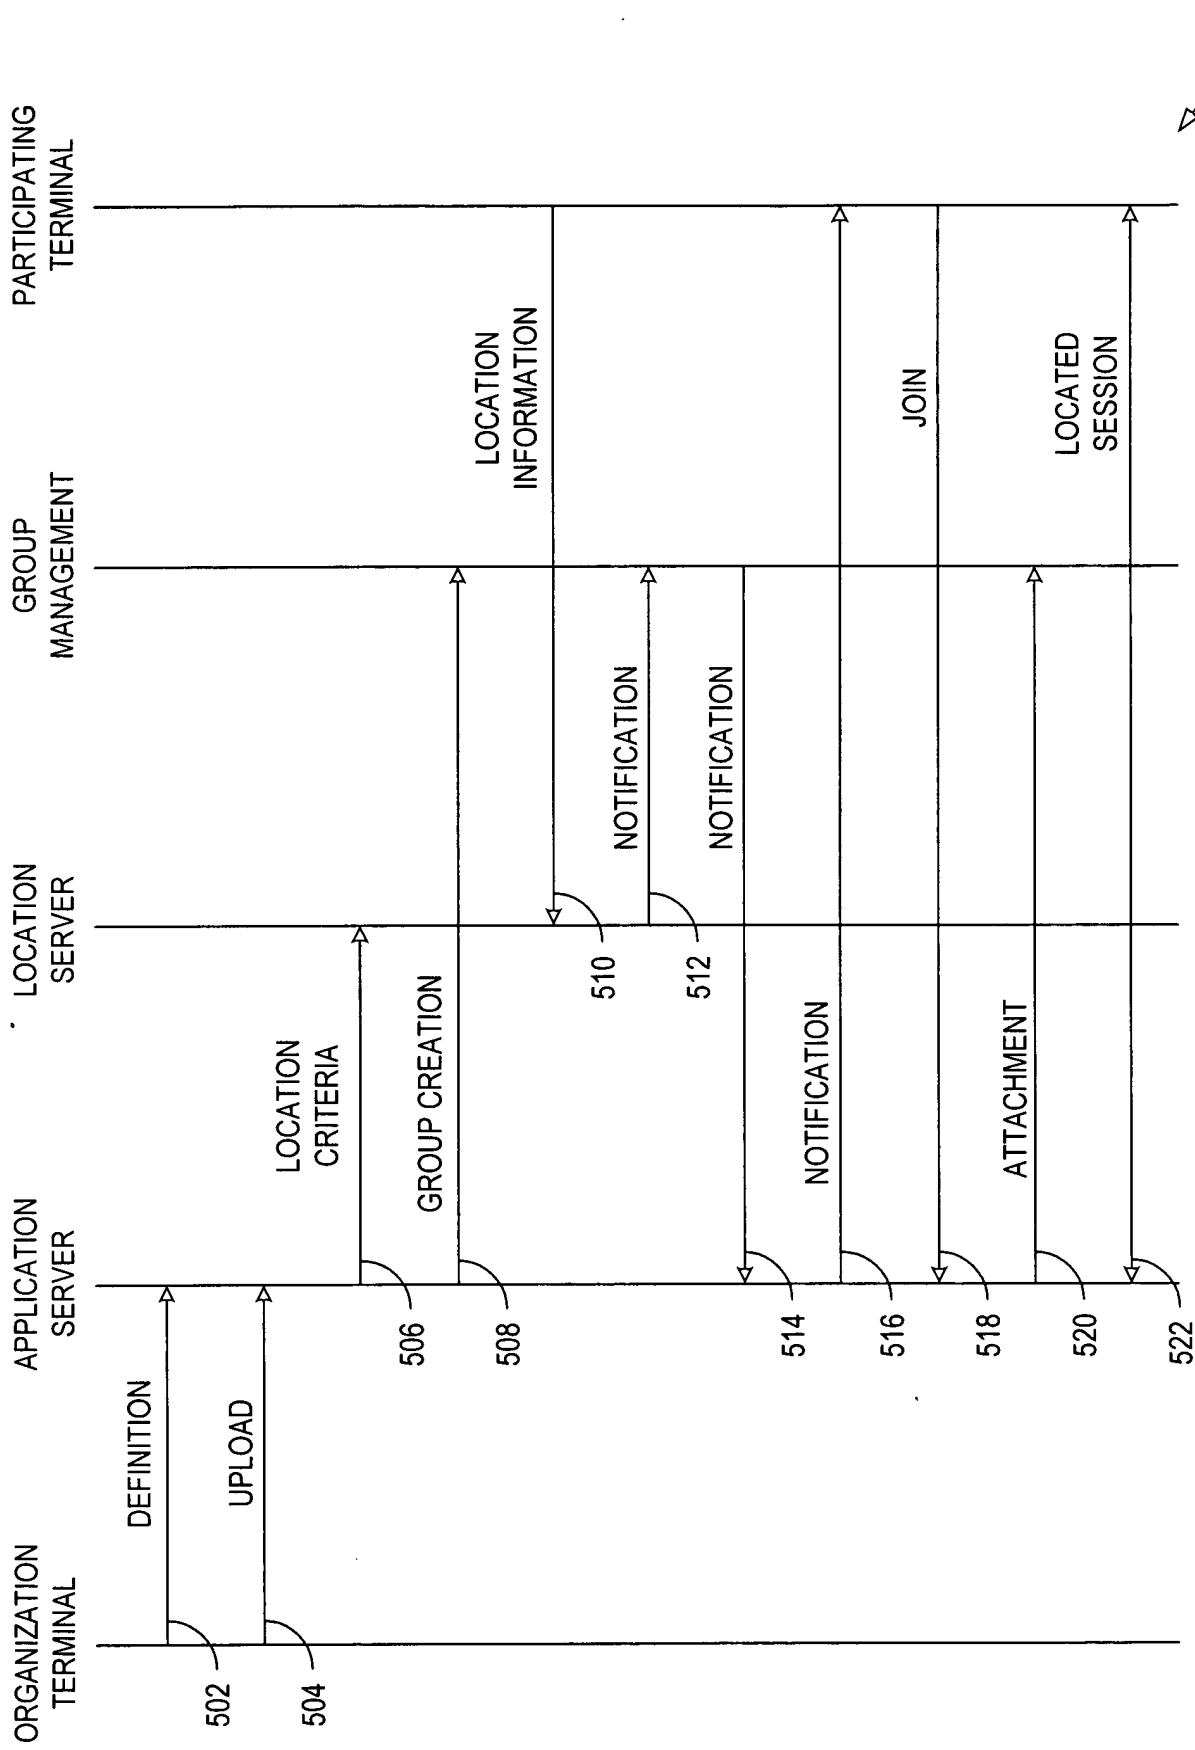 ORGANIZATION
TERMINAL
APPLICATION
SERVER
LOCATION
SERVER
GROUP
MANAGEMENT
PARTICIPATING
TERMINAL
DEFINITION
502
UPLOAD
504
LOCATION
CRITERIA
506
GROUP CREATION
508
LOCATION
INFORMATION
510
NOTIFICATION
512
NOTIFICATION
514
NOTIFICATION
516
JOIN
518
ATTACHMENT
520
LOCATED
SESSION
522